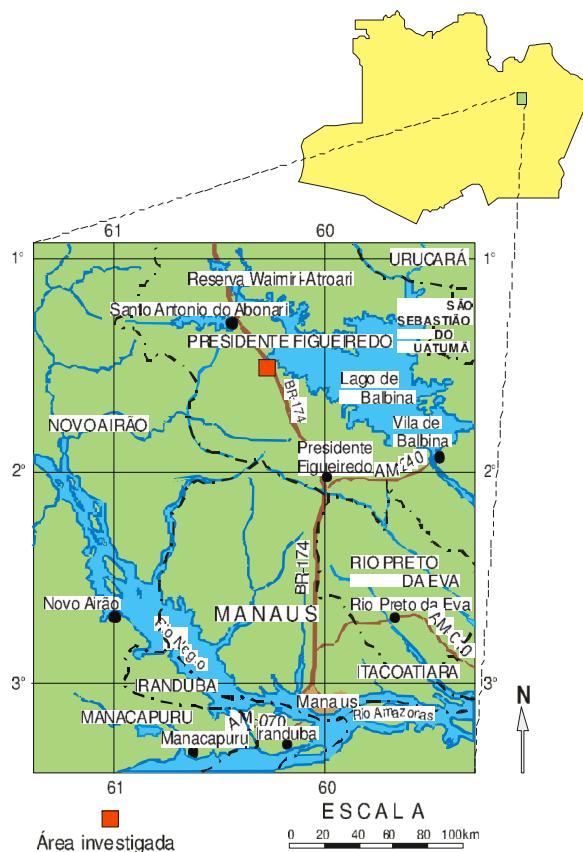 61 60
1° 1°
URUCARÁ
Reserva Waimiri-Atroari
Santo Antonio do Abonari
SÃO
SEBASTIÃO
DO
UATUMÃ
PRESIDENTE FIGUEIREDO
BR-174
Lago de
Balbina
NOVO AIRÃO
Vila de
Balbina
Presidente
Figueiredo
AM-240
2° 2°
BR-174
RIO PRETO
DA EVA
Novo Airão
MANAUS
Rio Preto da Eva
Rio Negro
ITACOATIARA
3° 3°
IRANDUBA
Manaus
MANACAPURU
AM-070
Rio Amazonas
Iranduba
Manacapuru
61 60
N
Área investigada
ESCALA
0 20 40 60 80 100km